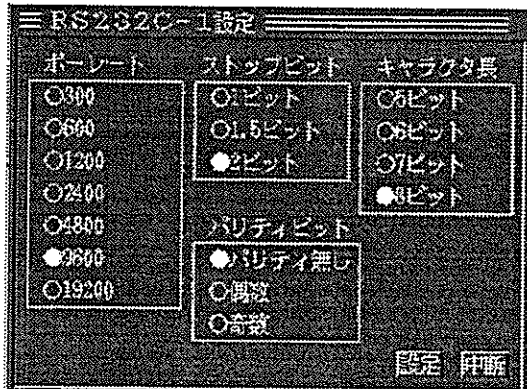 RS232C-1設定
ボーレート
300
600
1200
2400
4800
9600
19200
ストップビット
1ビット
1.5ビット
2ビット
キャラクタ長
5ビット
6ビット
7ビット
8ビット
パリティビット
パリティ無し
偶数
奇数
設定
中断